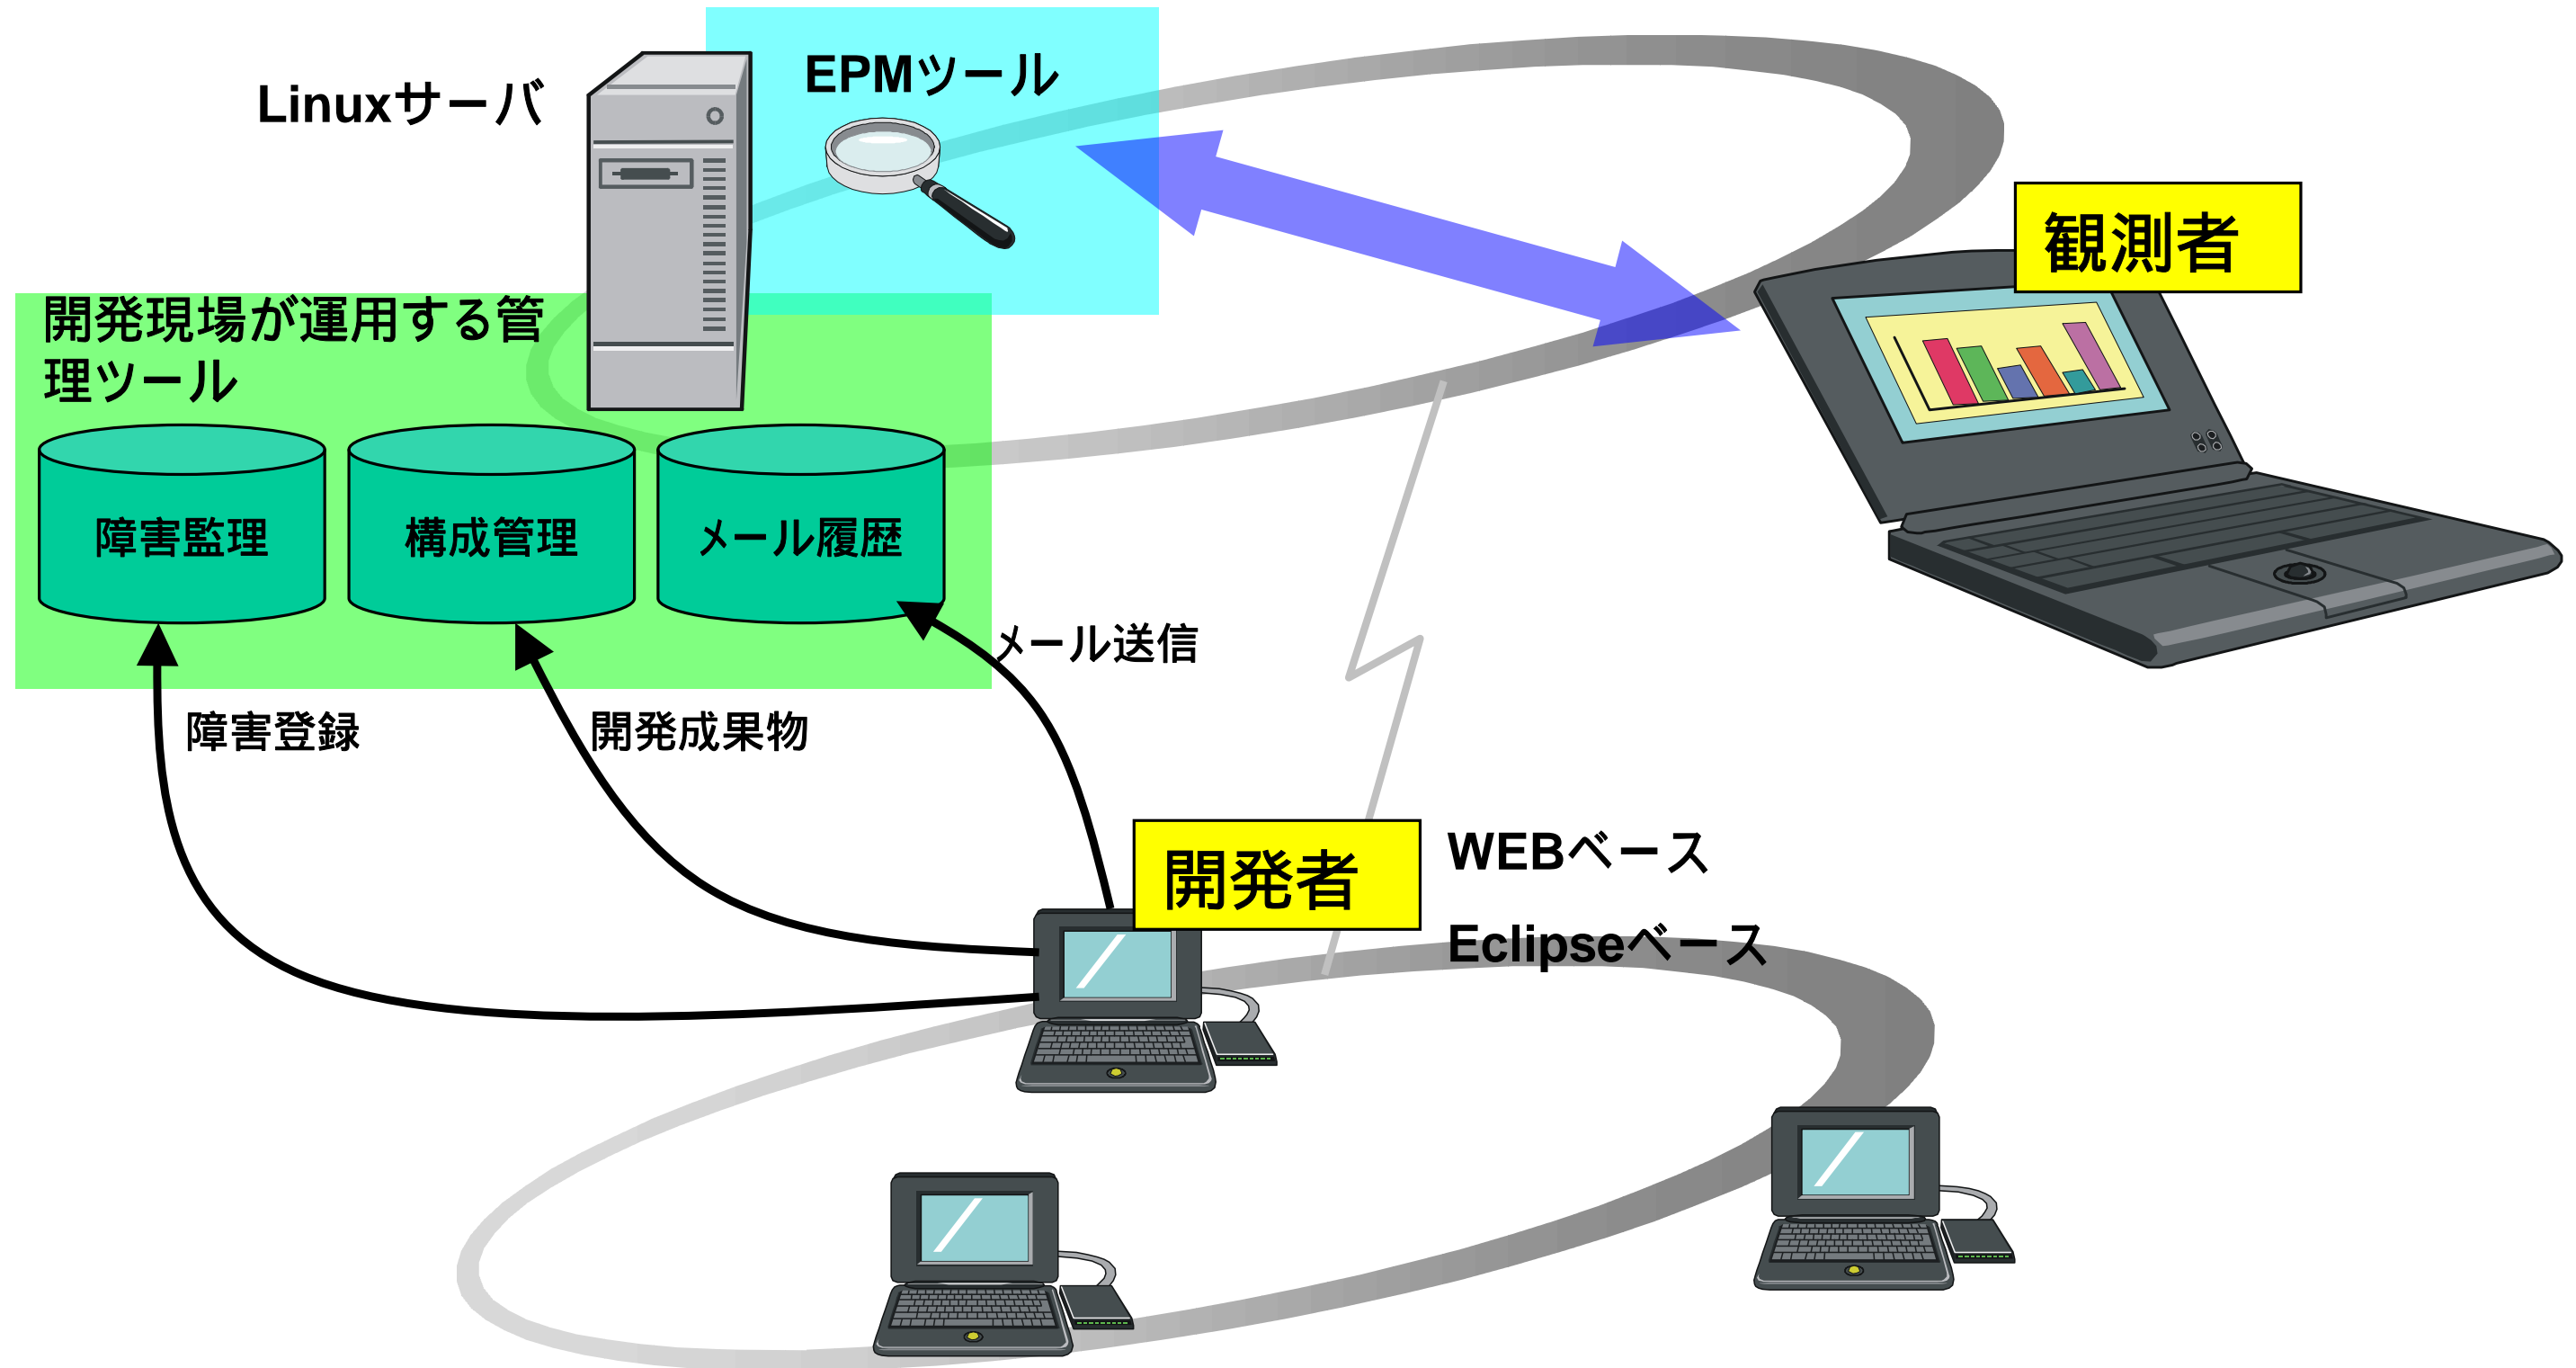 Linuxサーバ
EPMツール
観測者
開発現場が運用する管
理ツール
障害監理
構成管理
メール履歴
メール送信
障害登録
開発成果物
開発者
WEBベース
Eclipseベース